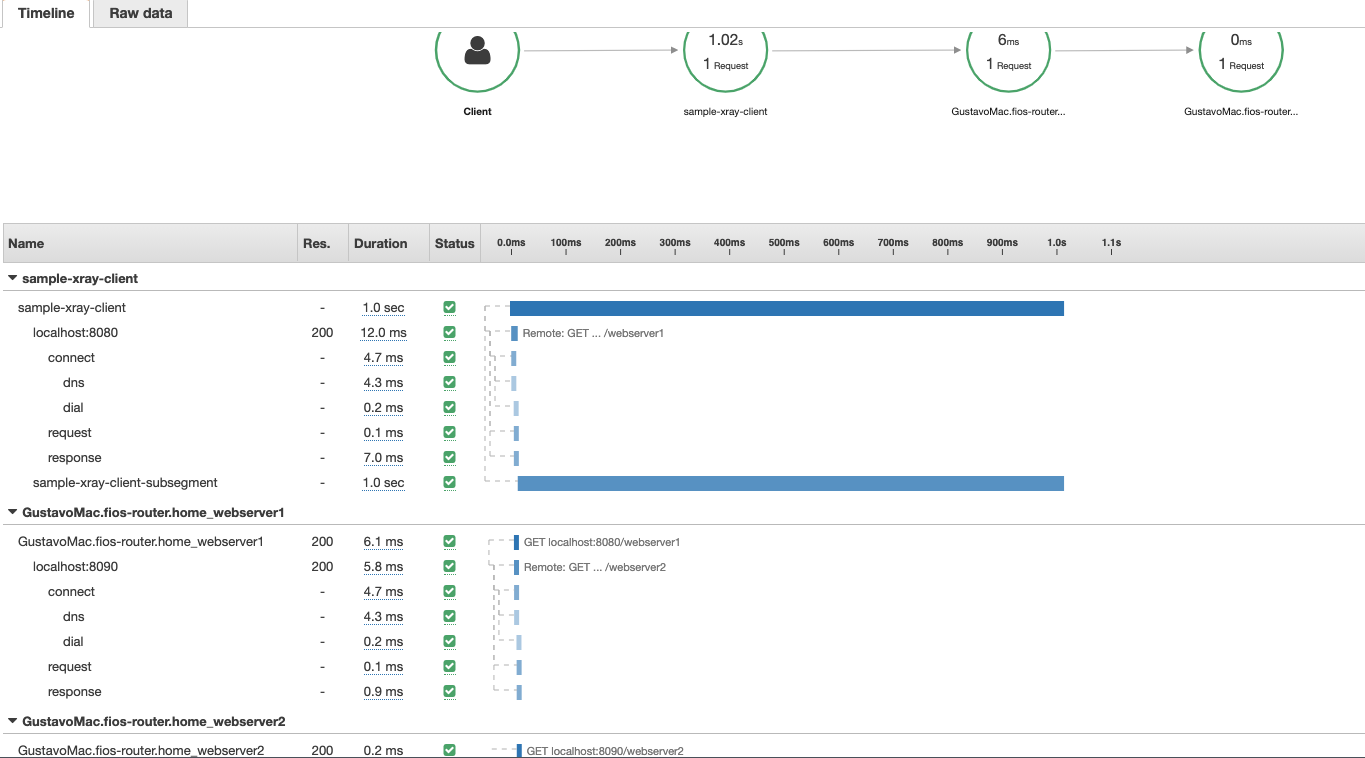 Timeline Raw data
1.02s 6ms 0ms
1 Request 1 Request 1 Request
Client sample-xray-client GustavoMac.fios-router... GustavoMac.fios-router...
Name Res. Duration Status 0.0ms 100ms 200ms 300ms 400ms 500ms 600ms 700ms 800ms 900ms 1.0s 1.1s
sample-xray-client
sample-xray-client - 1.0 sec
localhost:8080 200 12.0 ms Remote: GET ... /webserver1
connect - 4.7 ms
dns - 4.3 ms
dial - 0.2 ms
request - 0.1 ms
response - 7.0 ms
sample-xray-client-subsegment - 1.0 sec
GustavoMac.fios-router.home_webserver1
GustavoMac.fios-router.home_webserver1 200 6.1 ms GET localhost:8080/webserver1
localhost:8090 200 5.8 ms Remote: GET ... /webserver2
connect - 4.7 ms
dns - 4.3 ms
dial - 0.2 ms
request - 0.1 ms
response - 0.9 ms
GustavoMac.fios-router.home_webserver2
GustavoMac.fios-router.home_webserver2 200 0.2 ms GET localhost:8090/webserver2